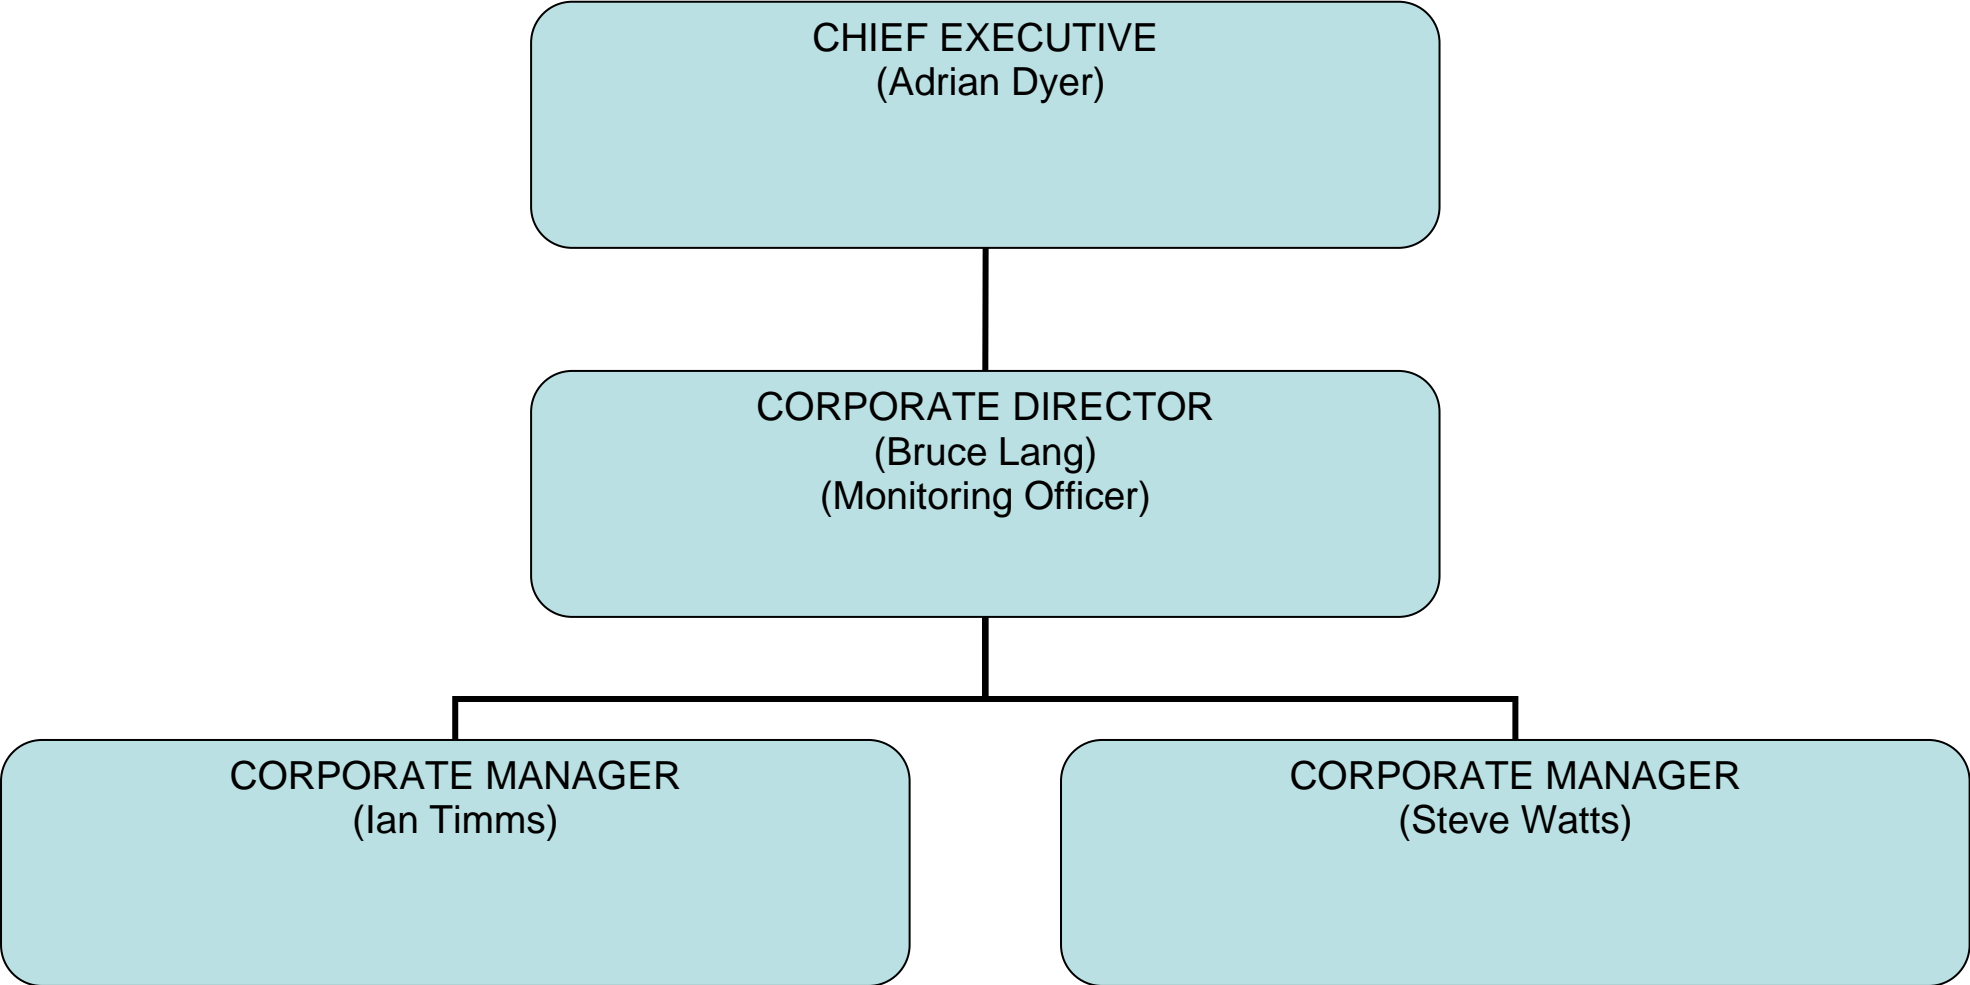 CHIEF EXECUTIVE
(Adrian Dyer)
CORPORATE DIRECTOR
(Bruce Lang)
(Monitoring Officer)
CORPORATE MANAGER
(Ian Timms)
CORPORATE MANAGER
(Steve Watts)